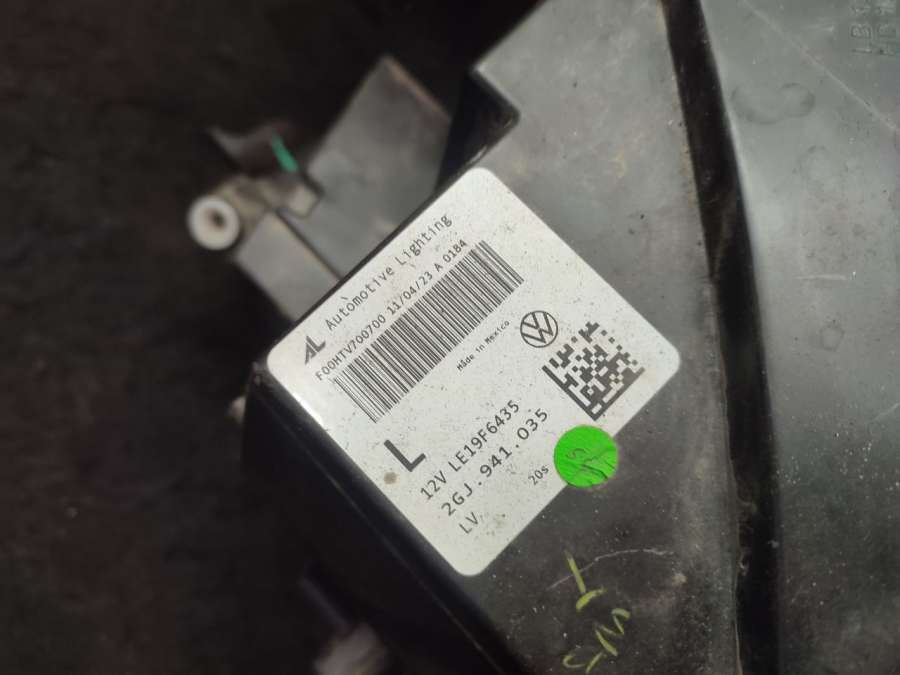 AL Automotive Lighting
F00HTV700700 11/04/23 A 0184
Made in Mexico
L
12V LE19F6435
2GJ.941.035
LV.
20s